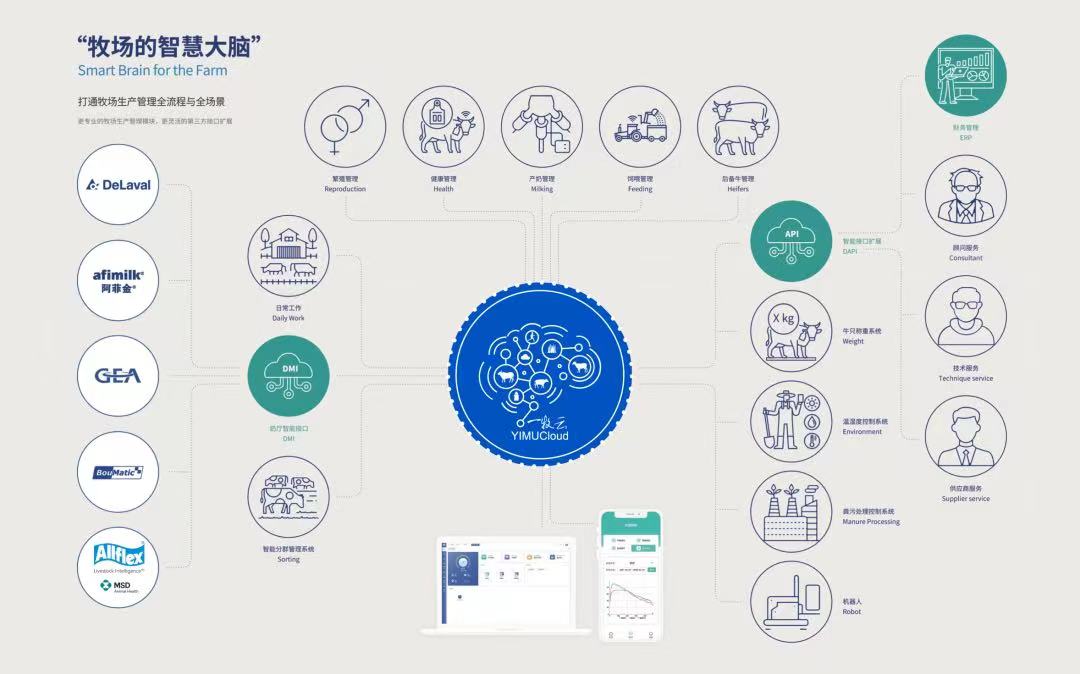 “牧场的智慧大脑”
Smart Brain for the Farm
打通牧场生产管理全流程与全场景
更专业的牧场生产管理模块，更灵活的第三方接口扩展
DeLaval
afimilk®
阿菲金®
GEA
BouMatic
Allflex
Livestock Intelligence™
MSD
Animal Health
繁殖管理
Reproduction
健康管理
Health
产奶管理
Milking
饲喂管理
Feeding
后备牛管理
Heifers
日常工作
Daily Work
DMI
奶厅智能接口
DMI
智能分群管理系统
Sorting
一牧云
YIMUCloud
API
智能接口扩展
DAPI
X kg
牛只称重系统
Weight
温湿度控制系统
Environment
粪污处理控制系统
Manure Processing
机器人
Robot
财务管理
ERP
顾问服务
Consultant
技术服务
Technique service
供应商服务
Supplier service